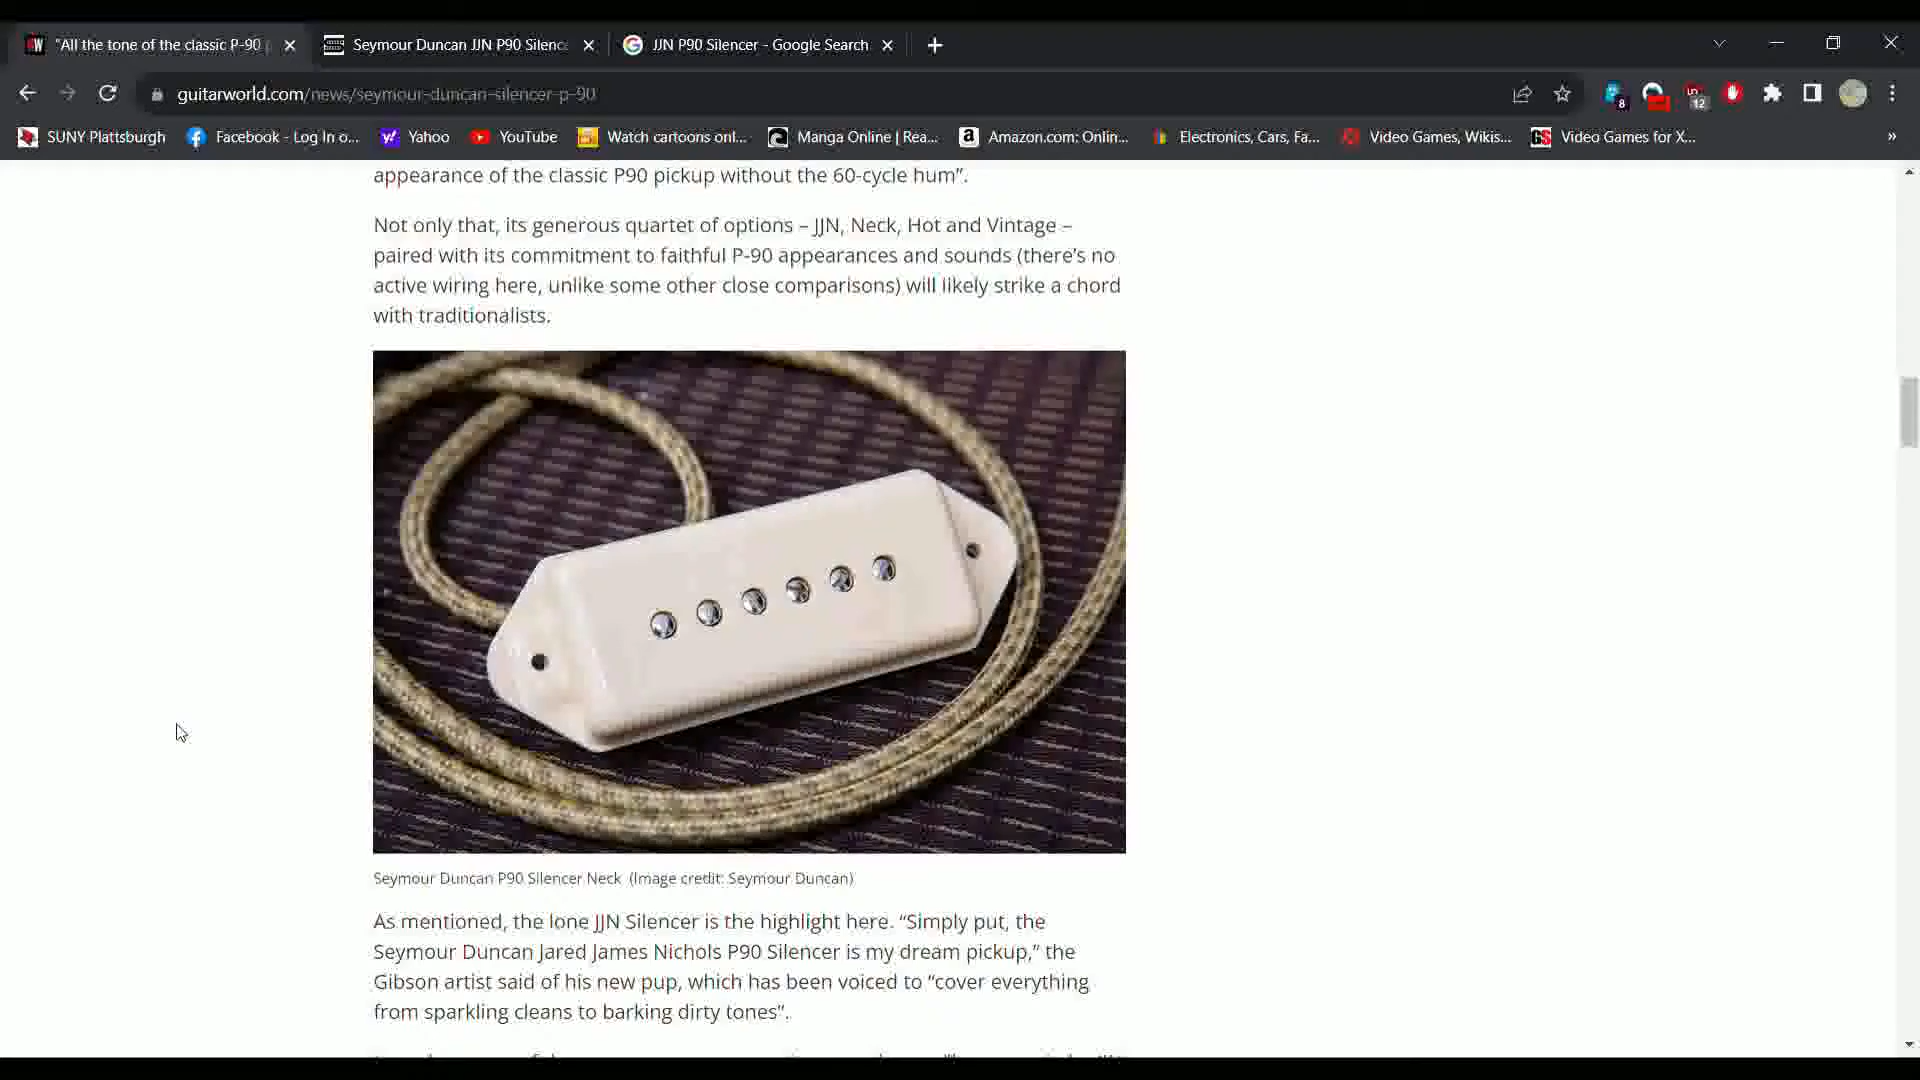 "All the tone of the classic P-90
Seymour Duncan JJN P90 Silenc
JJN P90 Silencer - Google Search
guitarworld.com/news/seymour-duncan-silencer-p-90
8
12
SUNY Plattsburgh
Facebook - Log In o...
Yahoo
YouTube
Watch cartoons onl...
Manga Online | Rea...
Amazon.com: Onlin...
Electronics, Cars, Fa...
Video Games, Wikis...
Video Games for X...
appearance of the classic P90 pickup without the 60-cycle hum”.
Not only that, its generous quartet of options – JJN, Neck, Hot and Vintage –
paired with its commitment to faithful P-90 appearances and sounds (there’s no
active wiring here, unlike some other close comparisons) will likely strike a chord
with traditionalists.
Seymour Duncan P90 Silencer Neck (Image credit: Seymour Duncan)
As mentioned, the lone JJN Silencer is the highlight here. “Simply put, the
Seymour Duncan Jared James Nichols P90 Silencer is my dream pickup,” the
Gibson artist said of his new pup, which has been voiced to “cover everything
from sparkling cleans to barking dirty tones”.